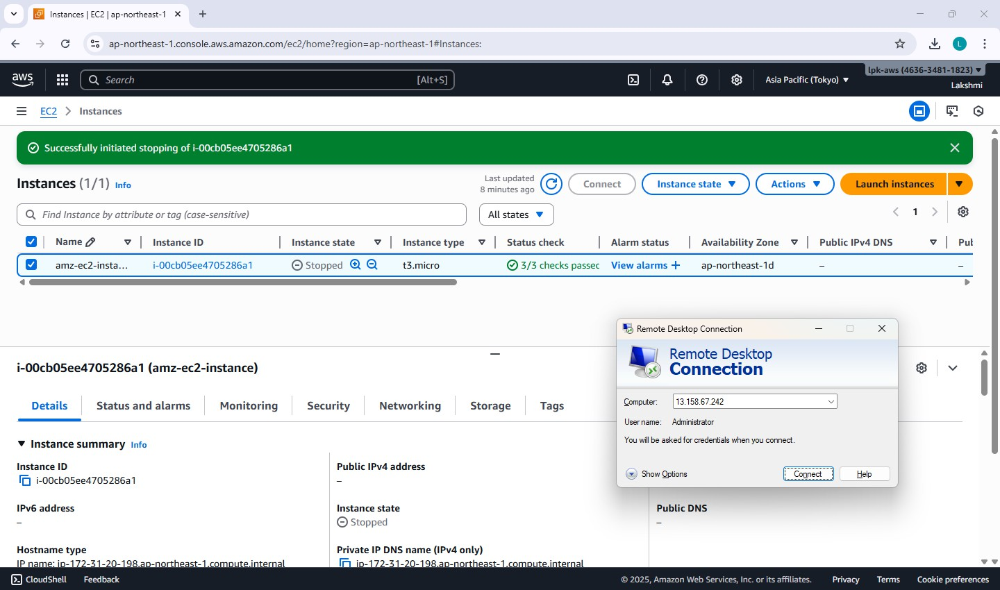 Instances | EC2 | ap-northeast-1
ap-northeast-1.console.aws.amazon.com/ec2/home?region=ap-northeast-1#Instances:
L
aws
Search [Alt+S]
Asia Pacific (Tokyo)
lpk-aws (4636-3481-1823)
Lakshmi
EC2 > Instances
Successfully initiated stopping of i-00cb05ee4705286a1
Instances (1/1) Info
Last updated
8 minutes ago
Connect
Instance state
Actions
Launch instances
Find Instance by attribute or tag (case-sensitive)
All states
1
Name Instance ID Instance state Instance type Status check Alarm status Availability Zone Public IPv4 DNS Put
amz-ec2-insta... i-00cb05ee4705286a1 Stopped t3.micro 3/3 checks passec View alarms + ap-northeast-1d – –
i-00cb05ee4705286a1 (amz-ec2-instance)
Details Status and alarms Monitoring Security Networking Storage Tags
Instance summary Info
Instance ID
i-00cb05ee4705286a1
Public IPv4 address
–
IPv6 address
–
Instance state
Stopped
Public DNS
–
Hostname type
IP name: ip-172-31-20-198.ap-northeast-1.compute.internal
Private IP DNS name (IPv4 only)
ip-172-31-20-198.ap-northeast-1.compute.internal
Remote Desktop Connection
Remote Desktop
Connection
Computer: 13.158.67.242
User name: Administrator
You will be asked for credentials when you connect.
Show Options
Connect
Help
CloudShell Feedback
© 2025, Amazon Web Services, Inc. or its affiliates. Privacy Terms Cookie preferences